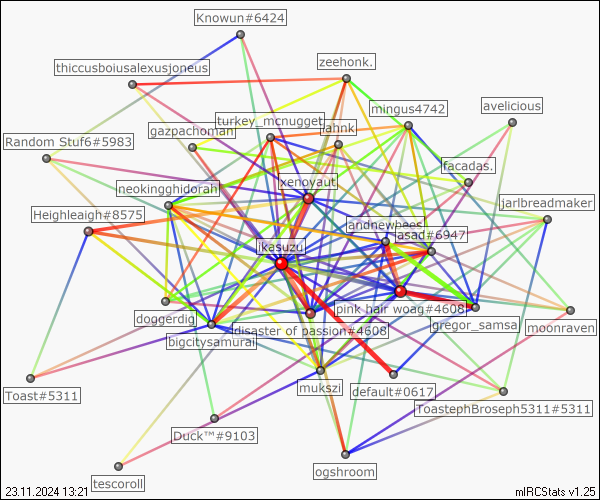 Knowun#6424
zeehonk.
thiccusboiusalexusjoneus
mingus4742
avelicious
turkey_mcnugget
gazpachoman
lahnk
Random Stuf6#5983
facadas.
xenoyaut
neokingghidorah
jarlbreadmaker
Heighleaigh#8575
andnewbees
asad#6947
ikasuzu
pink hair woag#4608
doggerdig
disaster of passion#4608
gregor_samsa
moonraven
bigcitysamurai
mukszi
default#0617
Toast#5311
ToastephBroseph5311#5311
Duck™#9103
ogshroom
tescoroll
23.11.2024 13:21
mIRCStats v1.25